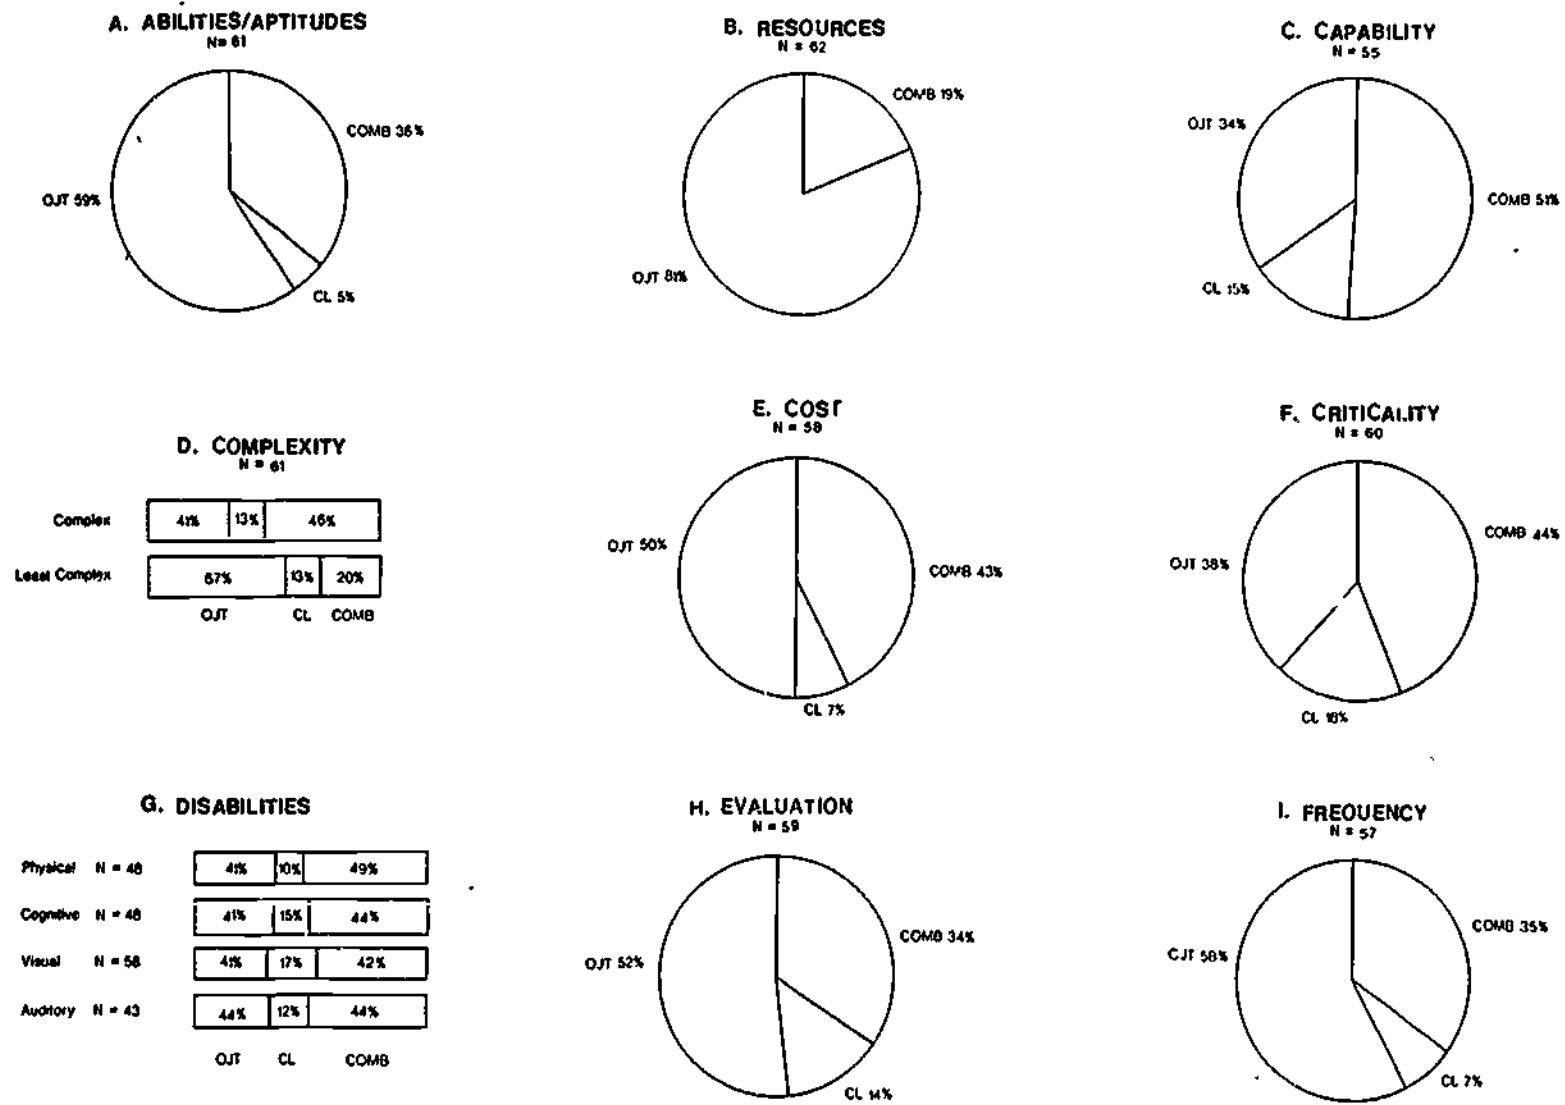 A. ABILITIES/APTITUDES
N= 61
COMB 36%
OJT 59%
CL 5%
B. RESOURCES
N = 62
COMB 19%
OJT 81%
C. CAPABILITY
N = 55
OJT 34%
COMB 51%
CL 15%
D. COMPLEXITY
N = 61
Complex 41% 13% 46%
Least Complex 67% 13% 20%
OJT CL COMB
E. COST
N = 58
OJT 50%
COMB 43%
CL 7%
F. CRITICALITY
N = 60
COMB 44%
OJT 38%
CL 18%
G. DISABILITIES
Physical N = 48 41% 10% 49%
Cognitive N = 48 41% 15% 44%
Visual N = 58 41% 17% 42%
Auditory N = 43 44% 12% 44%
OJT CL COMB
H. EVALUATION
N = 59
COMB 34%
OJT 52%
CL 14%
I. FREQUENCY
N = 57
COMB 35%
OJT 58%
CL 7%